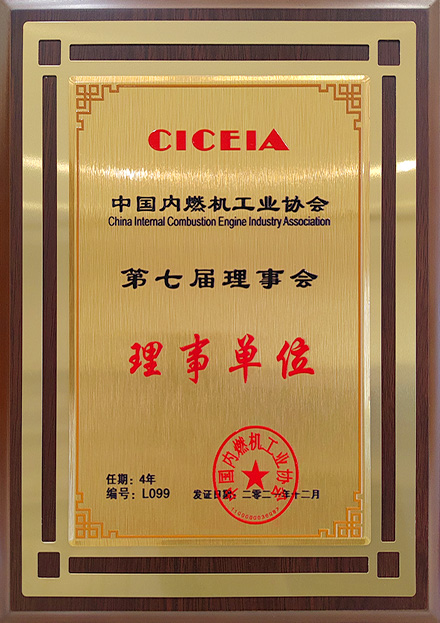 CICEIA
中国内燃机工业协会
China Internal Combustion Engine Industry Association
第七届理事会
理事单位
中国内燃机工业协会
任期：4年
编号：L099
发证日期：二零二 年十二月